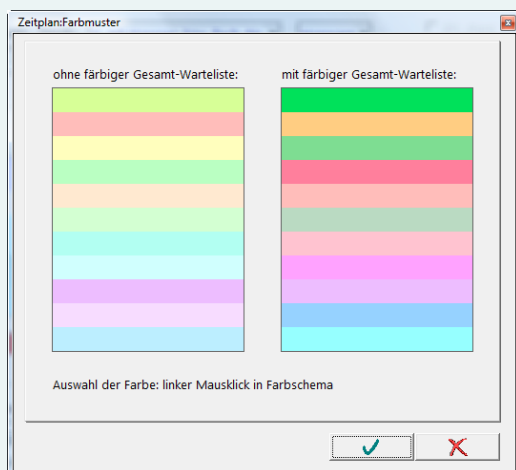 Zeitplan:Farbmuster
ohne färbiger Gesamt-Warteliste:
mit färbiger Gesamt-Warteliste:
Auswahl der Farbe: linker Mausklick in Farbschema